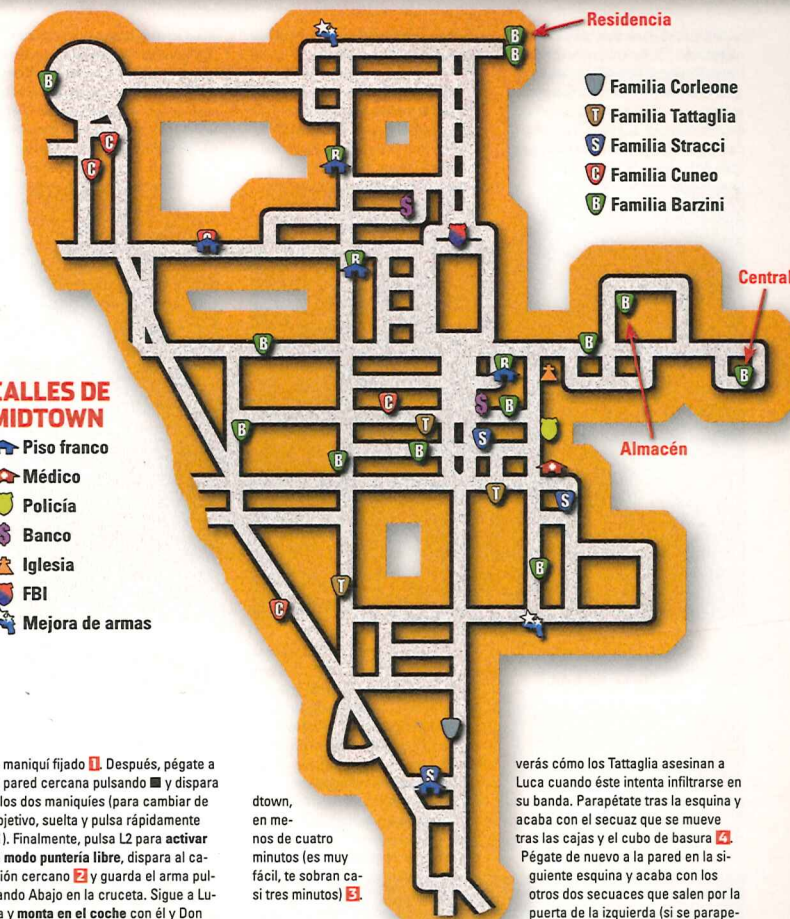 Residencia
Familia Corleone
T Familia Tattaglia
S Familia Stracci
C Familia Cuneo
B Familia Barzini
Central
Almacén
CALLES DE
MIDTOWN
Piso franco
Médico
Policía
$ Banco
Iglesia
FBI
Mejora de armas
maniquí fijado 1. Después, pégate a
pared cercana pulsando ■ y dispara
los dos maniquíes (para cambiar de
objetivo, suelta y pulsa rápidamente
). Finalmente, pulsa L2 para activar
modo puntería libre, dispara al ca-
ión cercano 2 y guarda el arma pul-
ando Abajo en la cruceta. Sigue a Lu-
a y monta en el coche con él y Don
dtown,
en me-
nos de cuatro
minutos (es muy
fácil, te sobran ca-
si tres minutos) 3.
verás cómo los Tattaglia asesinan a
Luca cuando éste intenta infiltrarse en
su banda. Parapétate tras la esquina y
acaba con el secuaz que se mueve
tras las cajas y el cubo de basura 4.
Pégate de nuevo a la pared en la si-
guiente esquina y acaba con los
otros dos secuaces que salen por la
puerta de la izquierda (si se parape-